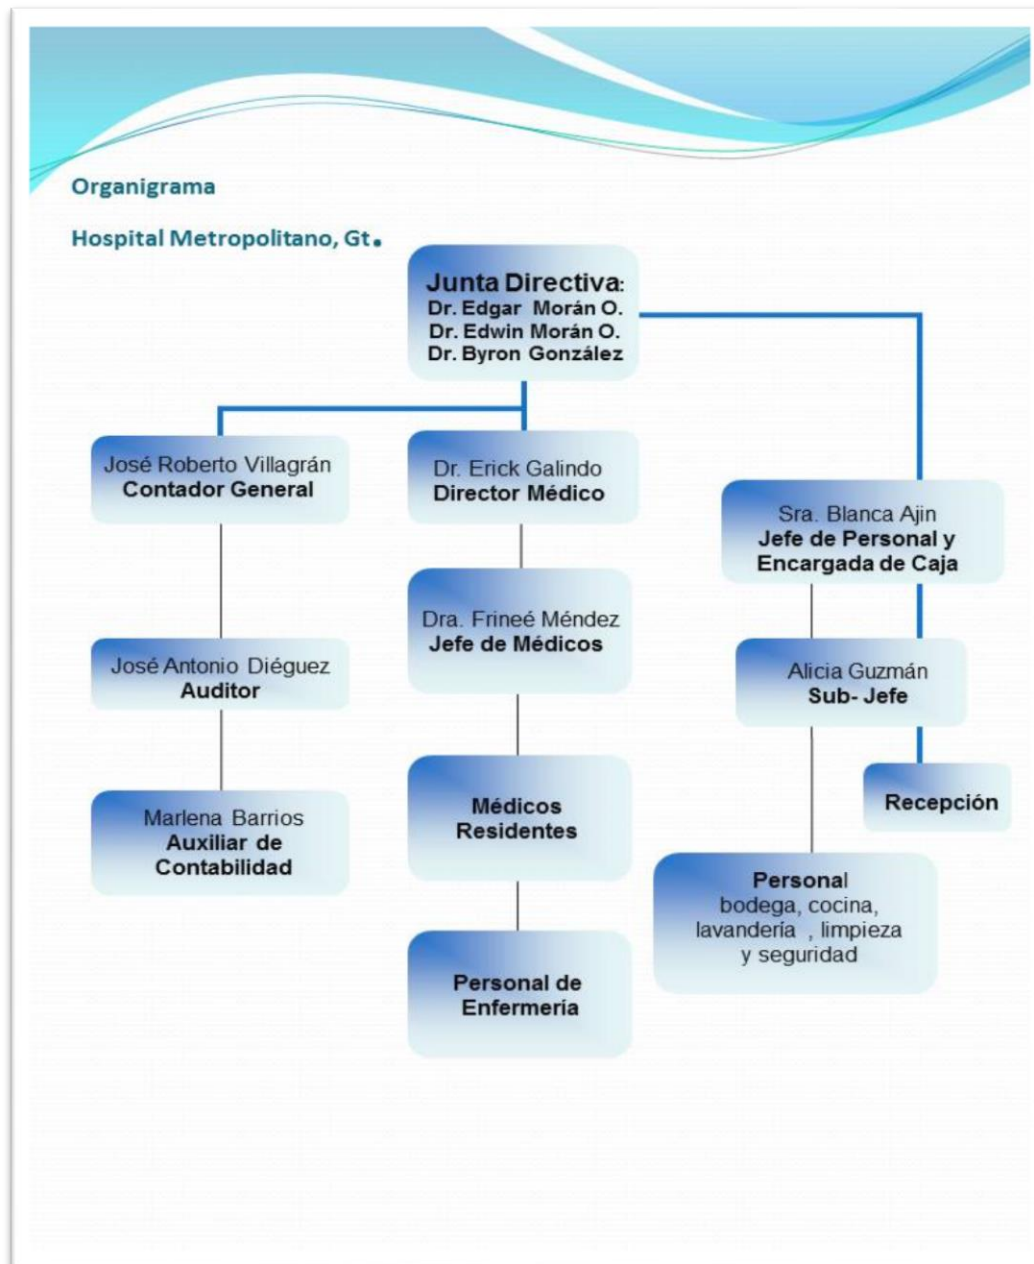 Organigrama
Hospital Metropolitano, Gt.
Junta Directiva:
Dr. Edgar Morán O.
Dr. Edwin Morán O.
Dr. Byron González
José Roberto Villagrán
Contador General
Dr. Erick Galindo
Director Médico
Sra. Blanca Ajin
Jefe de Personal y
Encargada de Caja
Dra. Frineé Méndez
Jefe de Médicos
José Antonio Diéguez
Auditor
Alicia Guzmán
Sub- Jefe
Marlena Barrios
Auxiliar de
Contabilidad
Médicos
Residentes
Recepción
Personal
bodega, cocina,
lavandería , limpieza
y seguridad
Personal de
Enfermería